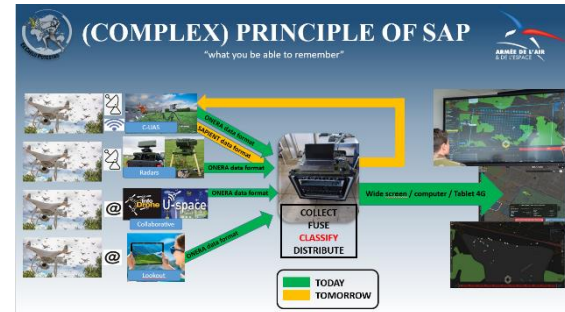 (COMPLEX) PRINCIPLE OF SAP
"what you be able to remember"
ARMÉE DE L'AIR
& DE L'ESPACE
C-UAS
ONERA data format
SAPIENT data format
Radars
ONERA data format
@
Info
Drone
U-space
Collaborative
ONERA data format
@
Lookout
ONERA data format
COLLECT
FUSE
CLASSIFY
DISTRIBUTE
Wide screen / computer / Tablet 4G
TODAY
TOMORROW